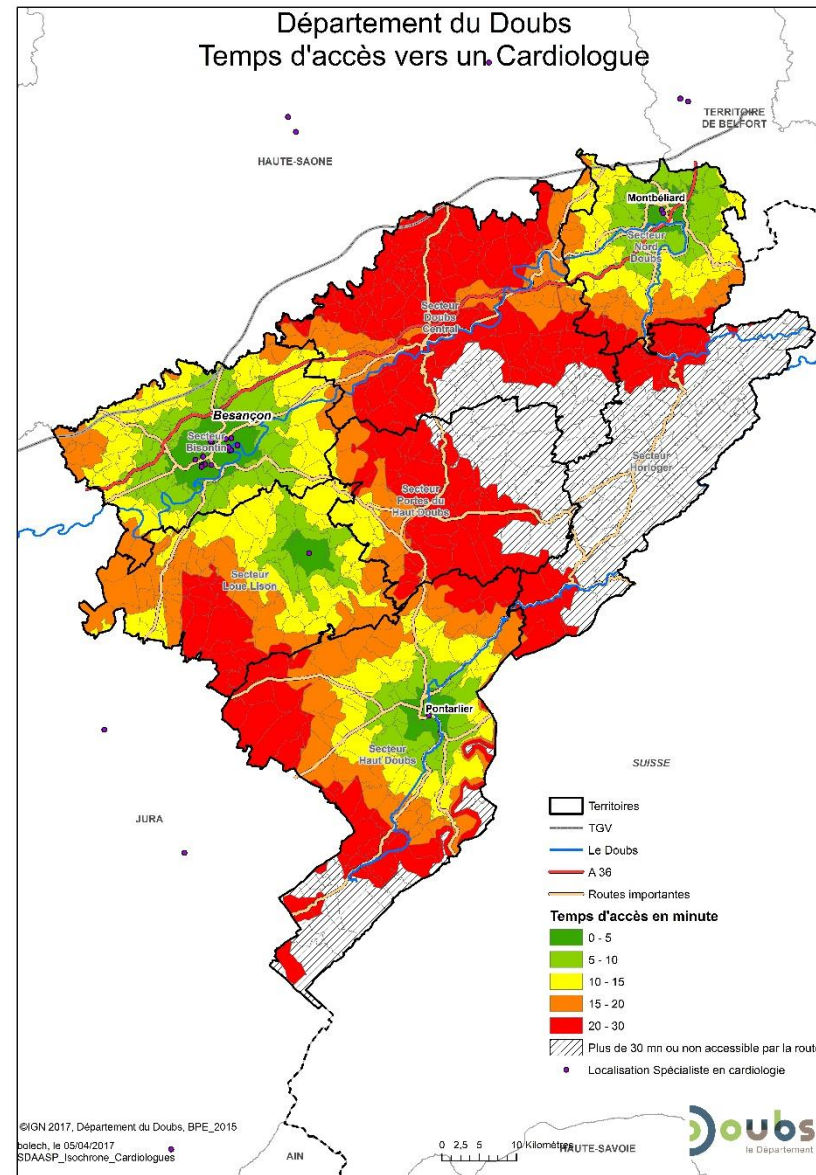 Département du Doubs
Temps d'accès vers un Cardiologue
TERRITOIRE
DE BELFORT
HAUTE-SAONE
Montbéliard
Secteur
Nord
Doubs
Secteur
Doubs
Central
Besançon
Secteur
Bisontin
Secteur
Horloger
Secteur
Portes du
Haut Doubs
Secteur
Loue Lison
Pontarlier
Secteur
Haut Doubs
SUISSE
JURA
Territoires
TGV
Le Doubs
A 36
Routes importantes
Temps d'accès en minute
0 - 5
5 - 10
10 - 15
15 - 20
20 - 30
Plus de 30 mn ou non accessible par la route
Localisation Spécialiste en cardiologie
©IGN 2017, Département du Doubs, BPE_2015
bolech, le 05/04/2017
SDAASP_Isochrone_Cardiologues
AIN
0 2,5 5 10 Kilomètres
HAUTE-SAVOIE
Doubs
le Département